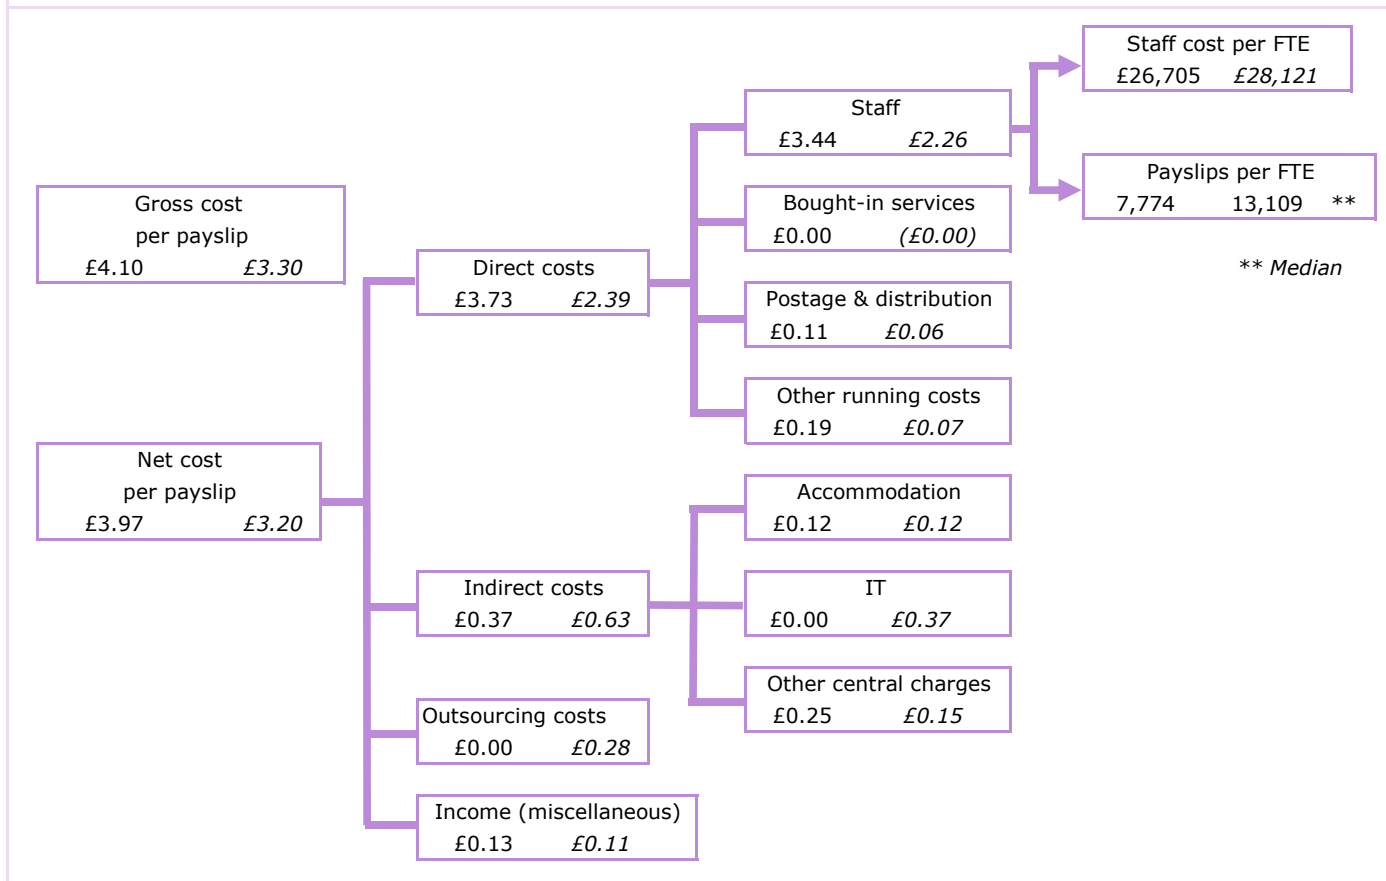 Gross cost
per payslip
£4.10 £3.30
Net cost
per payslip
£3.97 £3.20
Direct costs
£3.73 £2.39
Indirect costs
£0.37 £0.63
Outsourcing costs
£0.00 £0.28
Income (miscellaneous)
£0.13 £0.11
Staff
£3.44 £2.26
Bought-in services
£0.00 (£0.00)
Postage & distribution
£0.11 £0.06
Other running costs
£0.19 £0.07
Accommodation
£0.12 £0.12
IT
£0.00 £0.37
Other central charges
£0.25 £0.15
Staff cost per FTE
£26,705 £28,121
Payslips per FTE
7,774 13,109 **
** Median